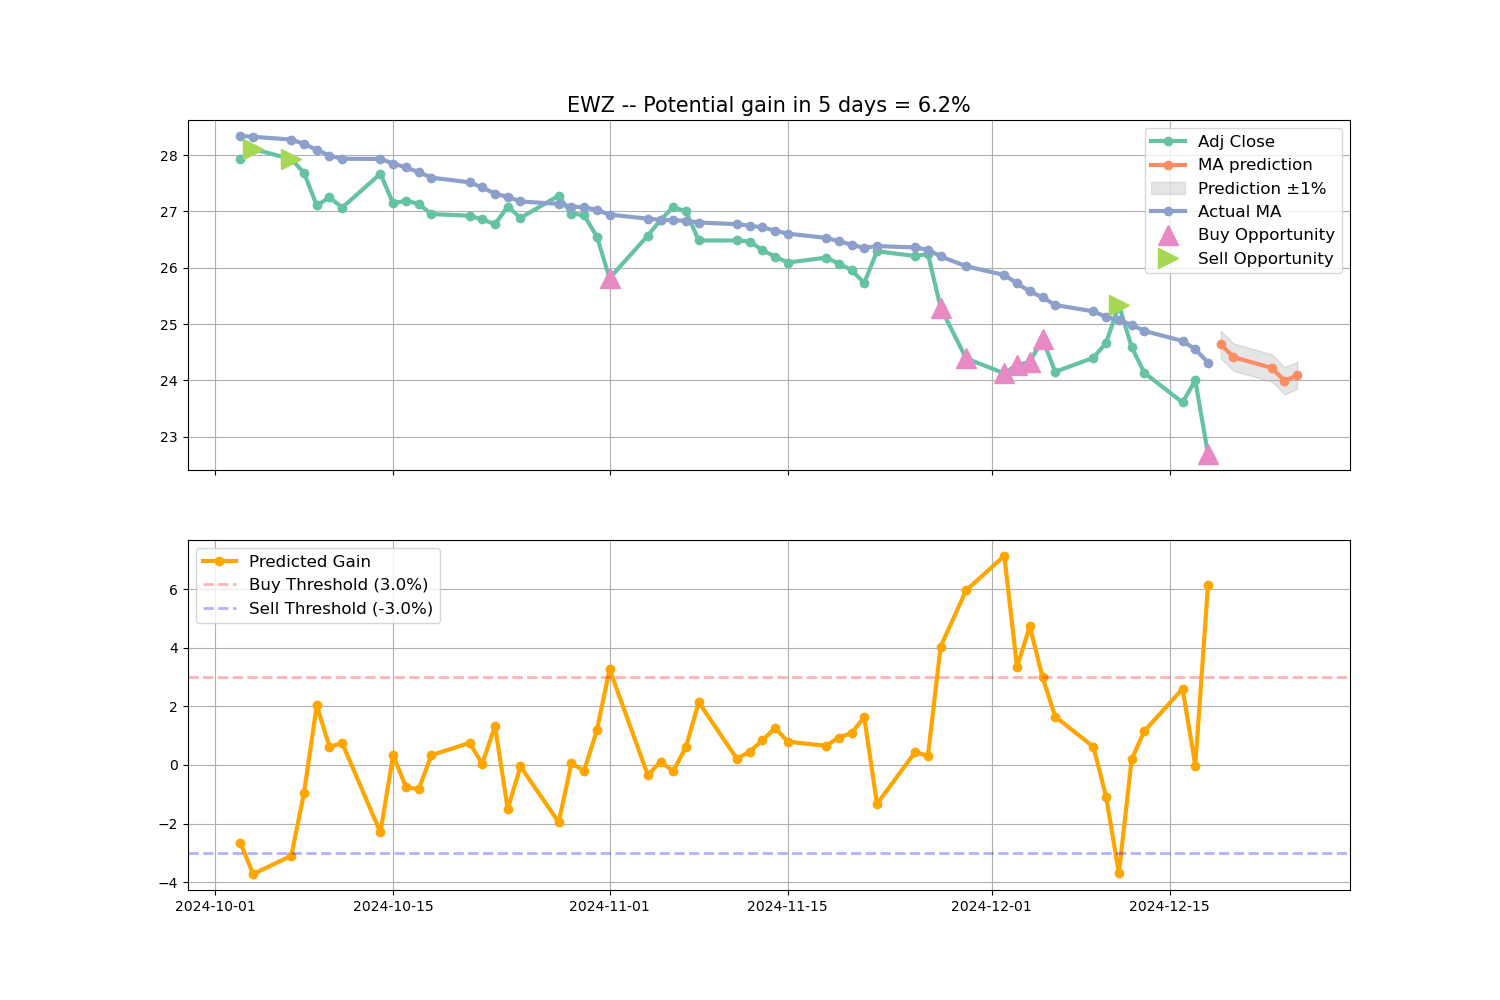 EWZ -- Potential gain in 5 days = 6.2%
28
27
26
25
24
23
Adj Close
MA prediction
Prediction ±1%
Actual MA
Buy Opportunity
Sell Opportunity
6
4
2
0
−2
−4
Predicted Gain
Buy Threshold (3.0%)
Sell Threshold (-3.0%)
2024-10-01 2024-10-15 2024-11-01 2024-11-15 2024-12-01 2024-12-15